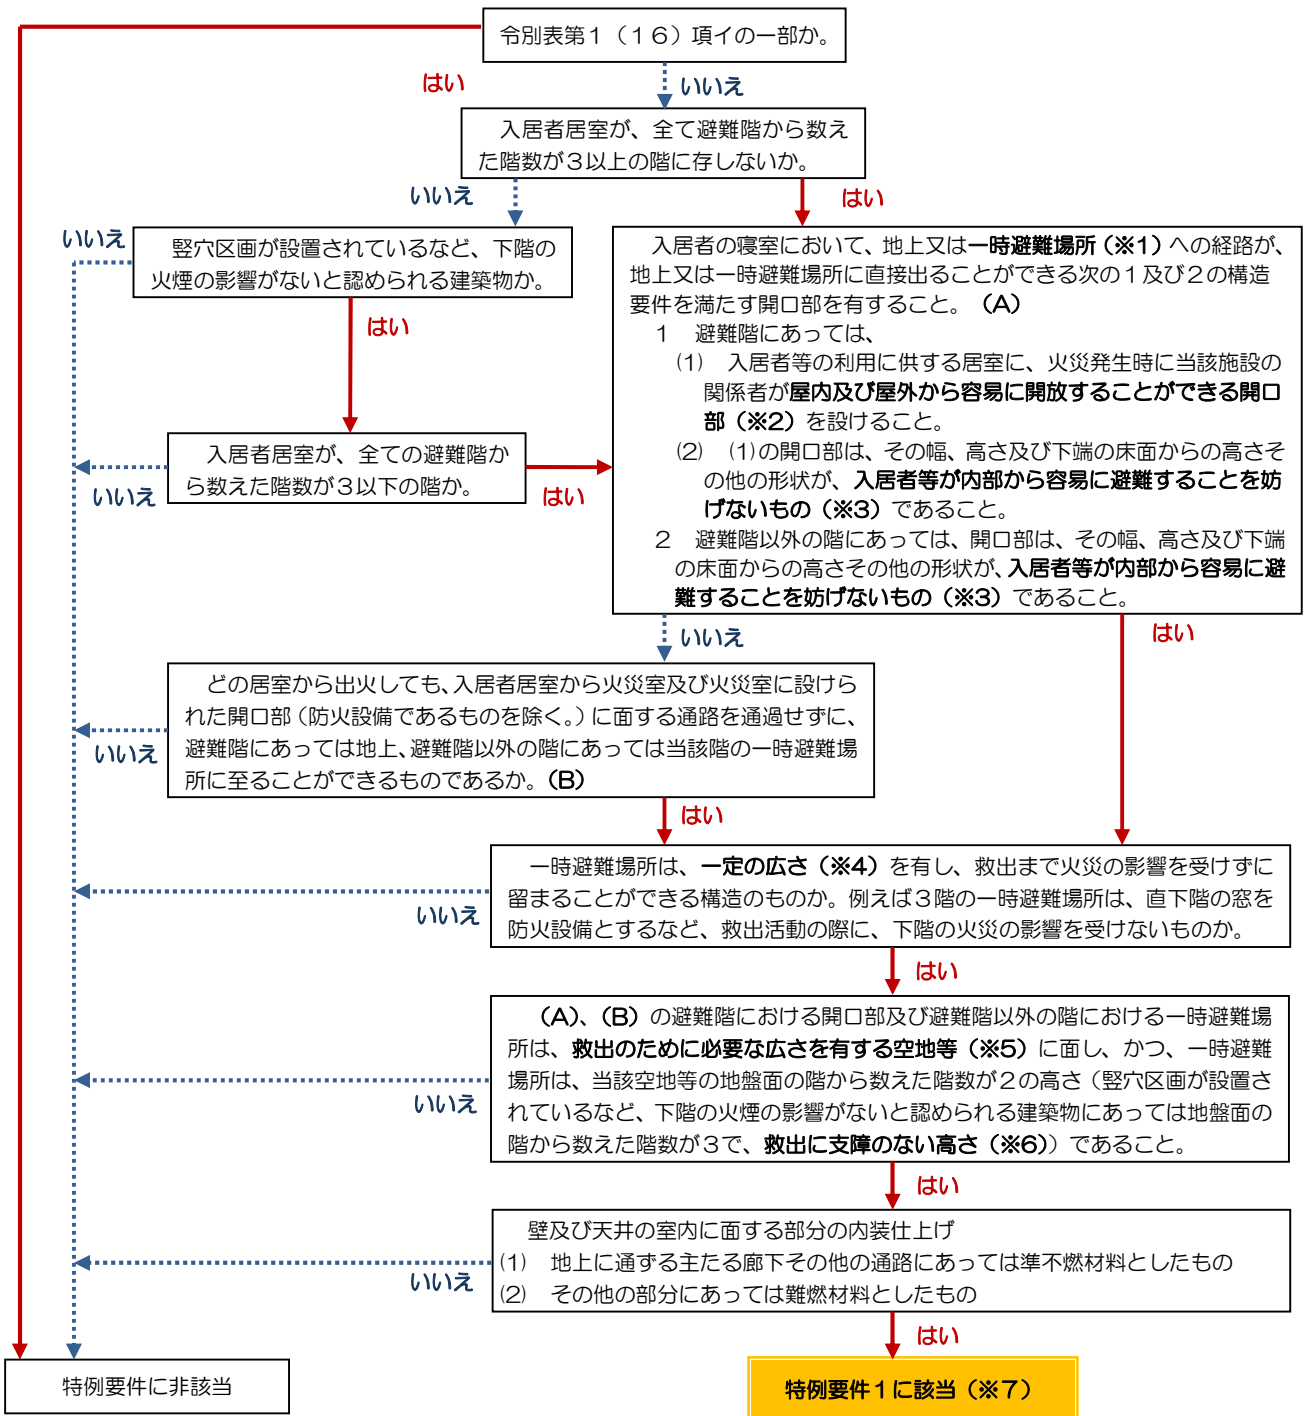 令別表第１（１６）項イの一部か。
はい
いいえ
入居者居室が、全て避難階から数え
た階数が３以上の階に存しないか。
いいえ
はい
いいえ
竪穴区画が設置されているなど、下階の
火煙の影響がないと認められる建築物か。
はい
入居者の寝室において、地上又は一時避難場所（※１）への経路が、
地上又は一時避難場所に直接出ることができる次の１及び２の構造
要件を満たす開口部を有すること。（A）
１　避難階にあっては、
⑴　入居者等の利用に供する居室に、火災発生時に当該施設の
関係者が屋内及び屋外から容易に開放することができる開口
部（※２）を設けること。
⑵　⑴の開口部は、その幅、高さ及び下端の床面からの高さそ
の他の形状が、入居者等が内部から容易に避難することを妨
げないもの（※３）であること。
２　避難階以外の階にあっては、開口部は、その幅、高さ及び下端
の床面からの高さその他の形状が、入居者等が内部から容易に避
難することを妨げないもの（※３）であること。
入居者居室が、全ての避難階か
ら数えた階数が３以下の階か。
いいえ
はい
いいえ
はい
どの居室から出火しても、入居者居室から火災室及び火災室に設けら
れた開口部（防火設備であるものを除く。）に面する通路を通過せずに、
避難階にあっては地上、避難階以外の階にあっては当該階の一時避難場
所に至ることができるものであるか。（B）
いいえ
はい
一時避難場所は、一定の広さ（※４）を有し、救出まで火災の影響を受けずに
留まることができる構造のものか。例えば３階の一時避難場所は、直下階の窓を
防火設備とするなど、救出活動の際に、下階の火災の影響を受けないものか。
いいえ
はい
（A）、（B）の避難階における開口部及び避難階以外の階における一時避難場
所は、救出のために必要な広さを有する空地等（※５）に面し、かつ、一時避難
場所は、当該空地等の地盤面の階から数えた階数が２の高さ（竪穴区画が設置さ
れているなど、下階の火煙の影響がないと認められる建築物にあっては地盤面の
階から数えた階数が３で、救出に支障のない高さ（※６））であること。
いいえ
はい
壁及び天井の室内に面する部分の内装仕上げ
⑴　地上に通ずる主たる廊下その他の通路にあっては準不燃材料としたもの
⑵　その他の部分にあっては難燃材料としたもの
いいえ
はい
特例要件に非該当
特例要件１に該当（※７）